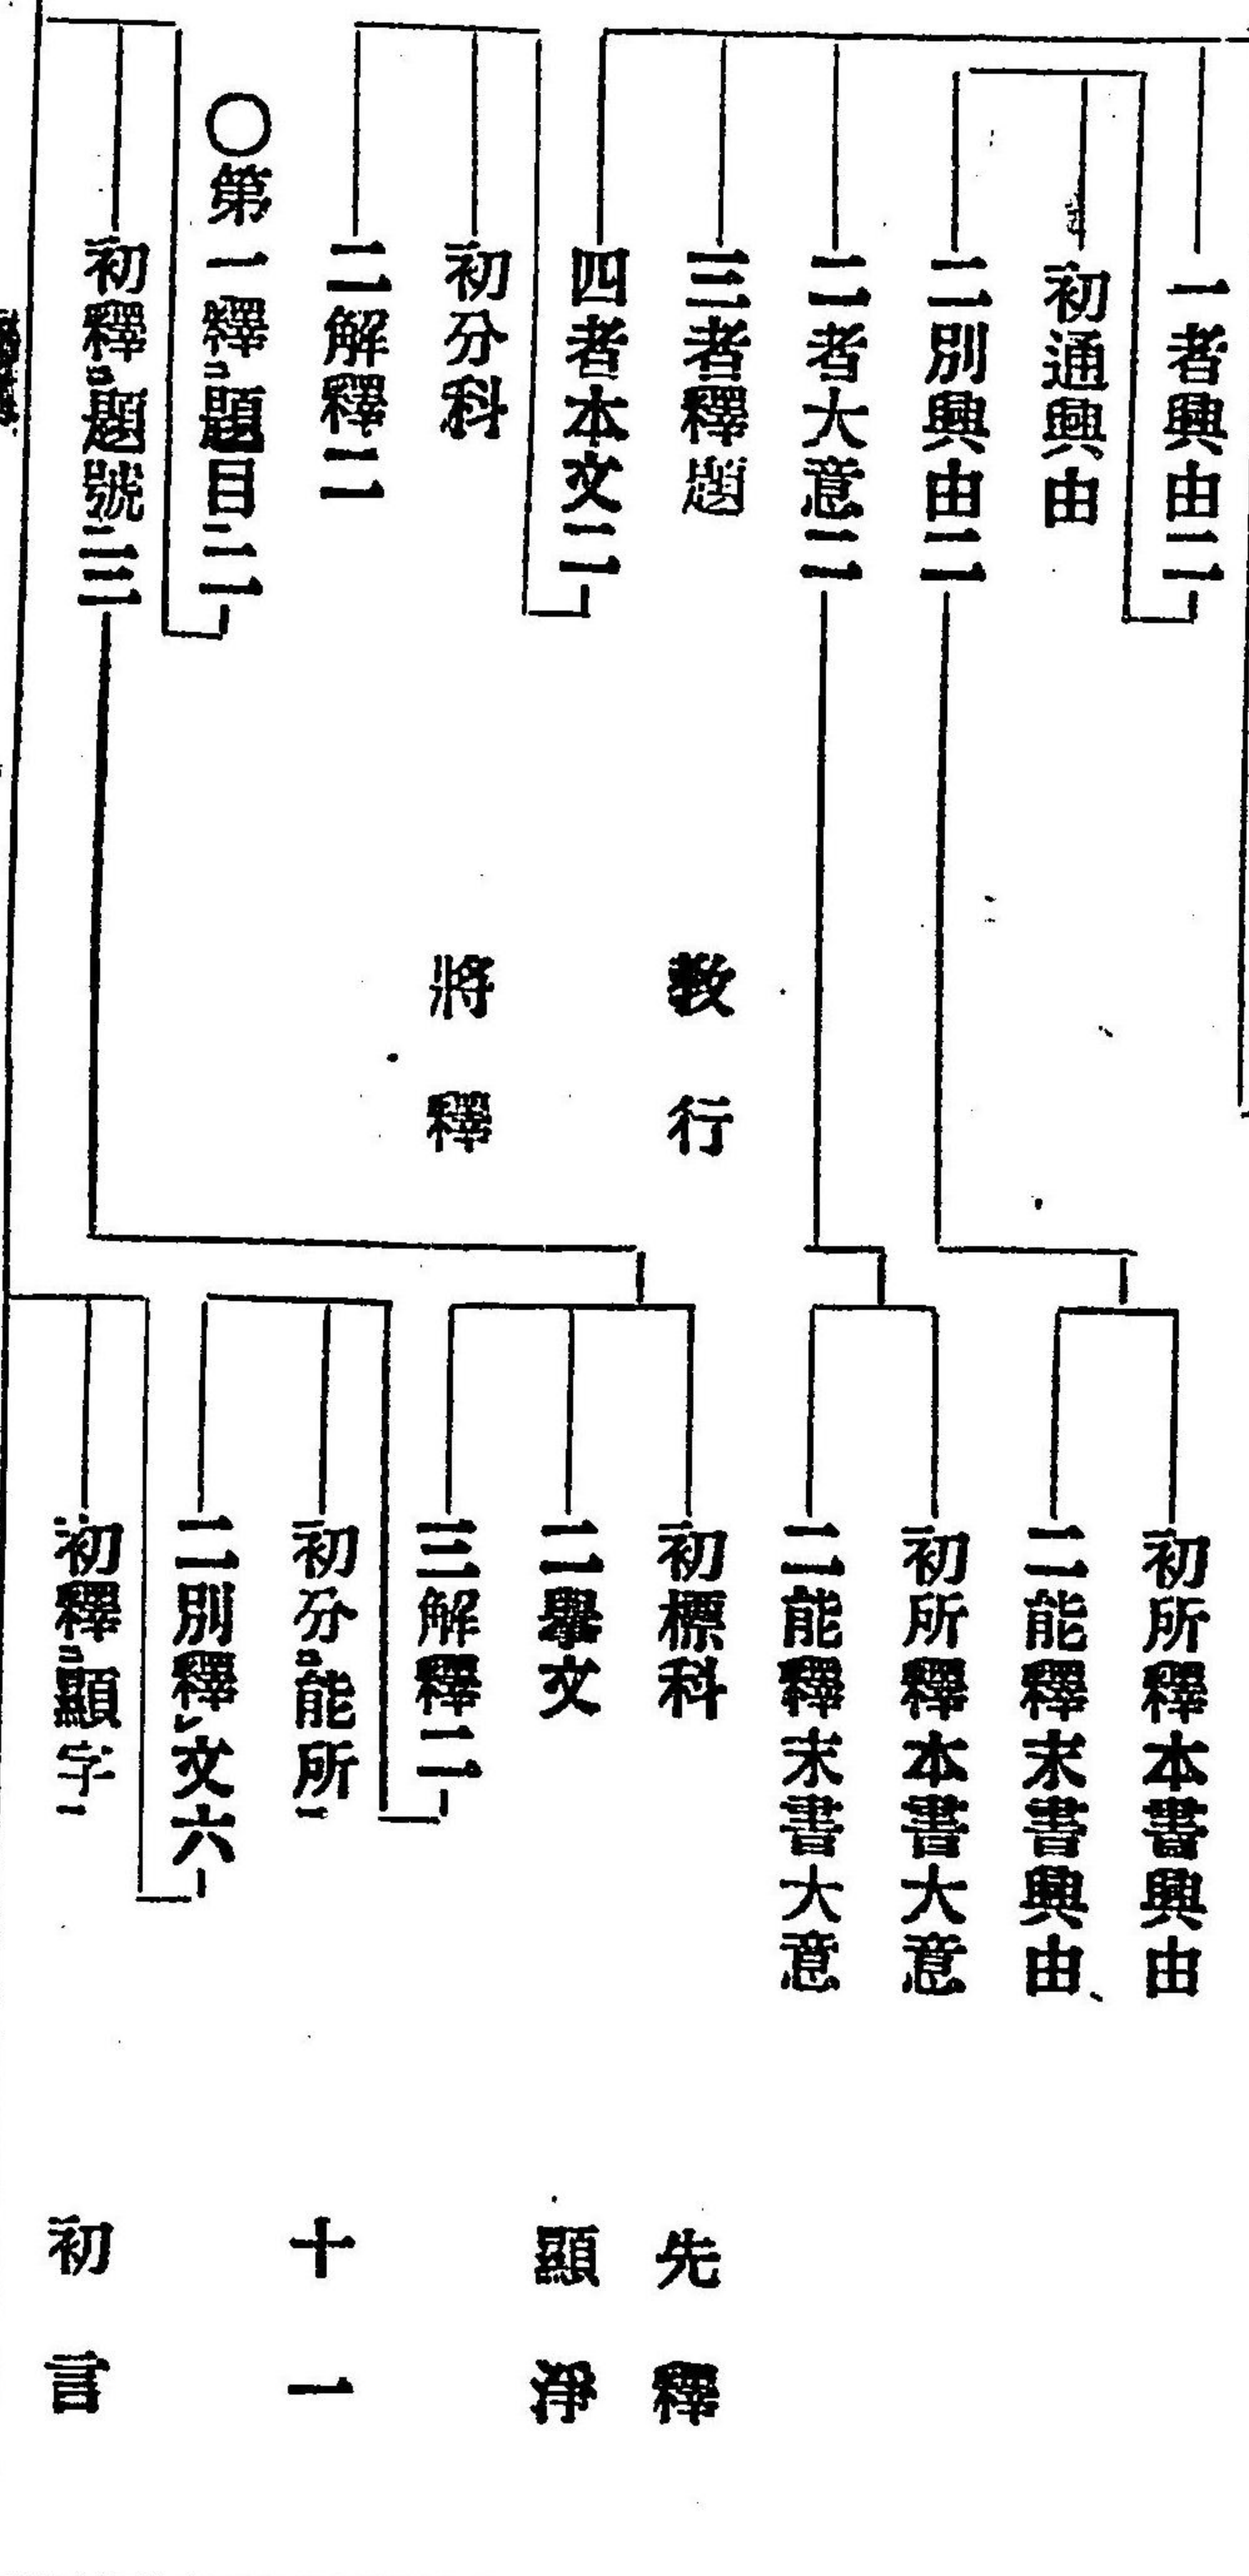 一者興由二
初通興由
二別興由二
初所釋本書興由
二能釋末書興由
二者大意二
初所釋本書大意
二能釋末書大意
三者釋題
教行
四者本文二
初分科
將釋
二解釋二
〇第一釋題目二
初釋題號三
初標科
先釋
二擧文
顯淨
三解釋二
初分能所
十一
二別釋文六
初釋顯字
初言